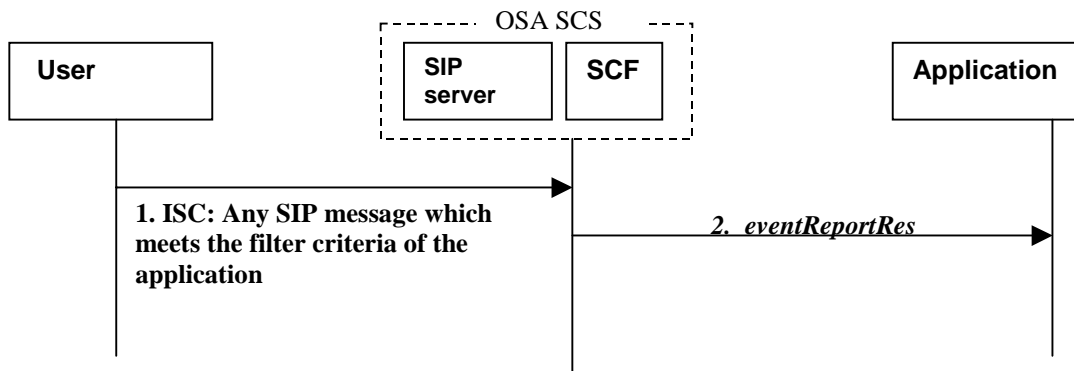 OSA SCS
User
SIP
server
SCF
Application
1. ISC: Any SIP message which
meets the filter criteria of the
application
2. eventReportRes